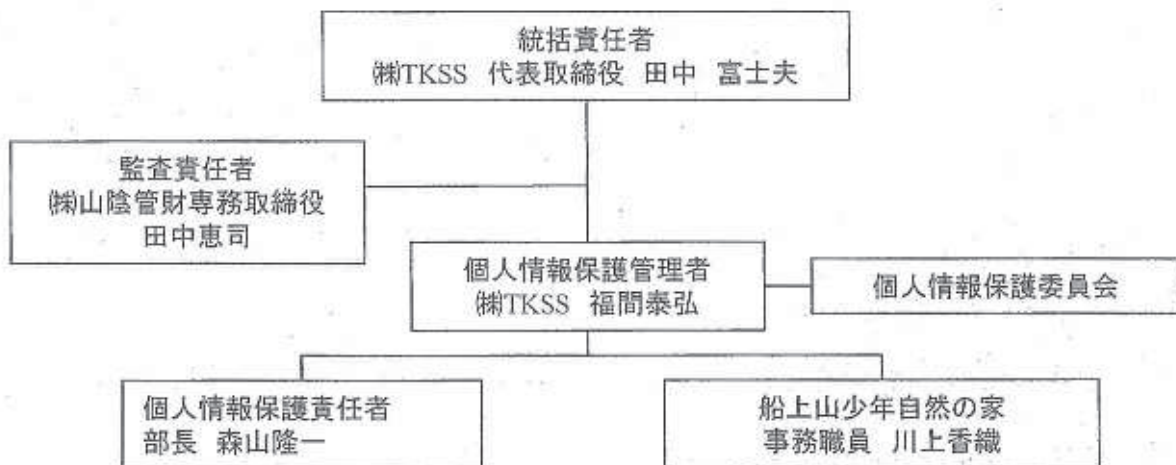 統括責任者
㈱TKSS 代表取締役 田中 富士夫
監査責任者
㈱山陰管財専務取締役
田中恵司
個人情報保護管理者
㈱TKSS 福間泰弘
個人情報保護委員会
個人情報保護責任者
部長 森山隆一
船上山少年自然の家
事務職員 川上香織